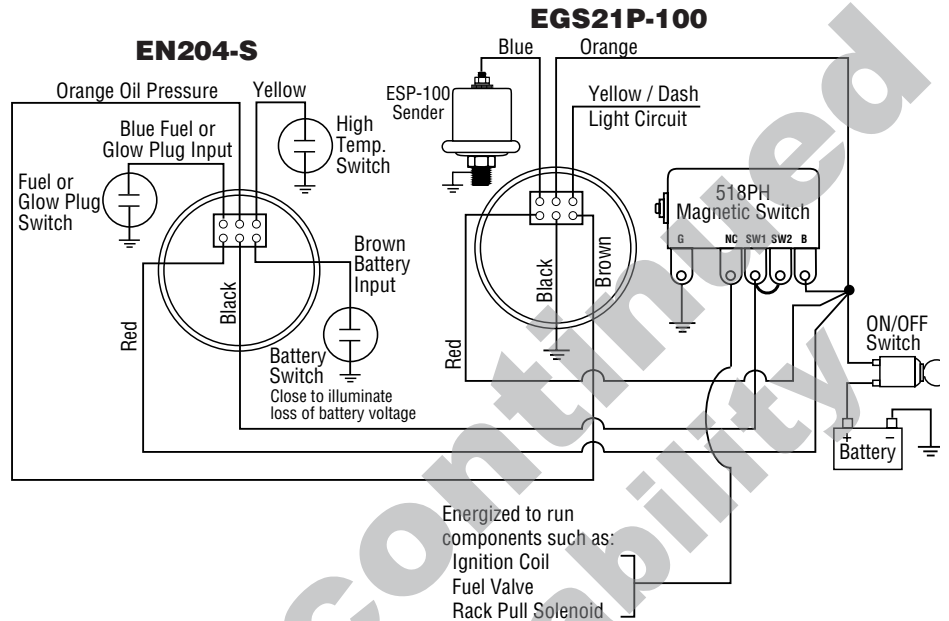 EN204-S
EGS21P-100
Blue
Orange
Orange Oil Pressure
Yellow
Blue Fuel or
Glow Plug Input
High
Temp.
Switch
Fuel or
Glow Plug
Switch
ESP-100
Sender
Yellow / Dash
Light Circuit
518PH
Magnetic Switch
G
NC
SW1
SW2
B
Brown
Battery
Input
Red
Black
Battery
Switch
Close to illuminate
loss of battery voltage
Red
Black
Brown
ON/OFF
Switch
+
–
Battery
Energized to run
components such as:
Ignition Coil
Fuel Valve
Rack Pull Solenoid
continued
ability